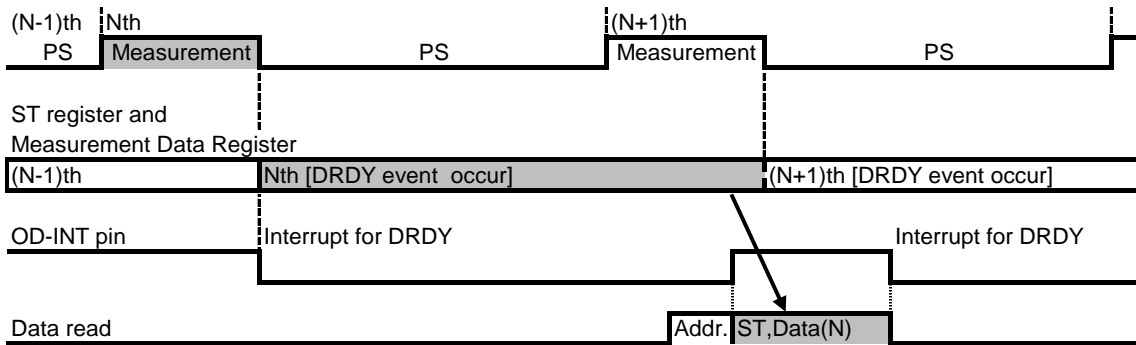 (N-1)th Nth (N+1)th
PS Measurement PS Measurement PS
ST register and
Measurement Data Register
(N-1)th Nth [DRDY event occur] (N+1)th [DRDY event occur]
OD-INT pin Interrupt for DRDY Interrupt for DRDY
Data read Addr. ST,Data(N)